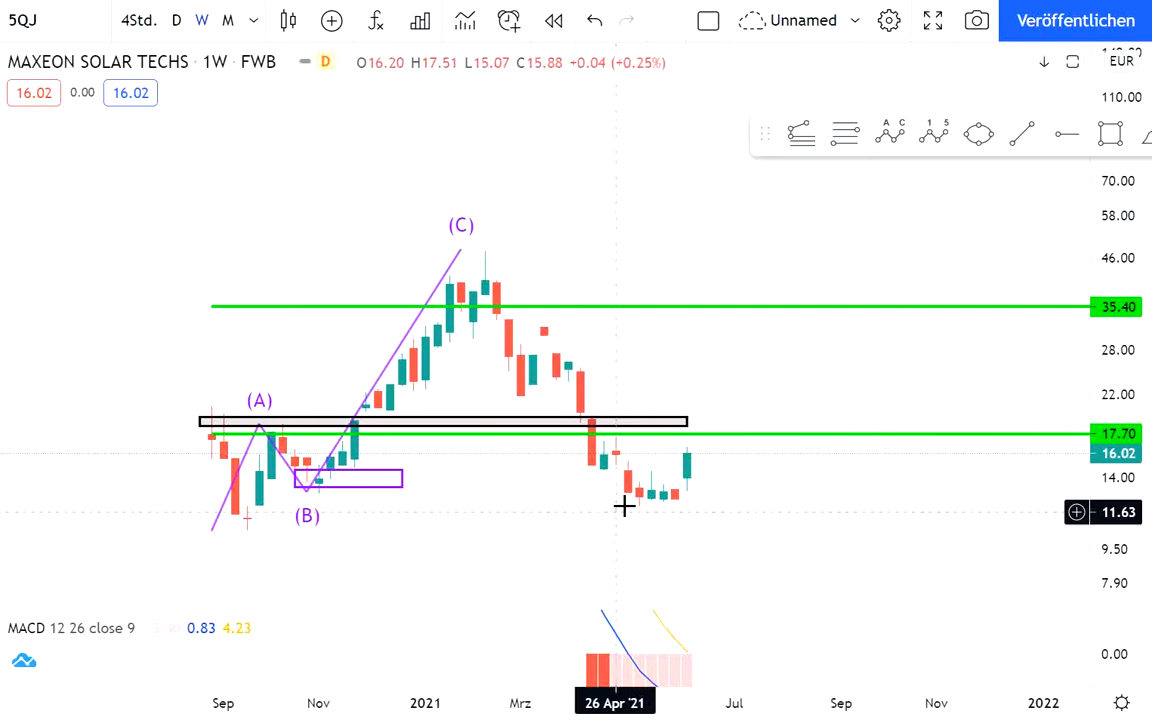 5QJ 4Std. D W M Unnamed Veröffentlichen
MAXEON SOLAR TECHS · 1W · FWB D O16.20 H17.51 L15.07 C15.88 +0.04 (+0.25%)
EUR
16.02 0.00 16.02
110.00
A C 1 5
70.00
58.00
(C)
46.00
35.40
28.00
22.00
(A)
17.70
16.02
14.00
(B)
11.63
9.50
7.90
MACD 12 26 close 9 0.83 4.23
0.00
Sep Nov 2021 Mrz 26 Apr '21 Jul Sep Nov 2022